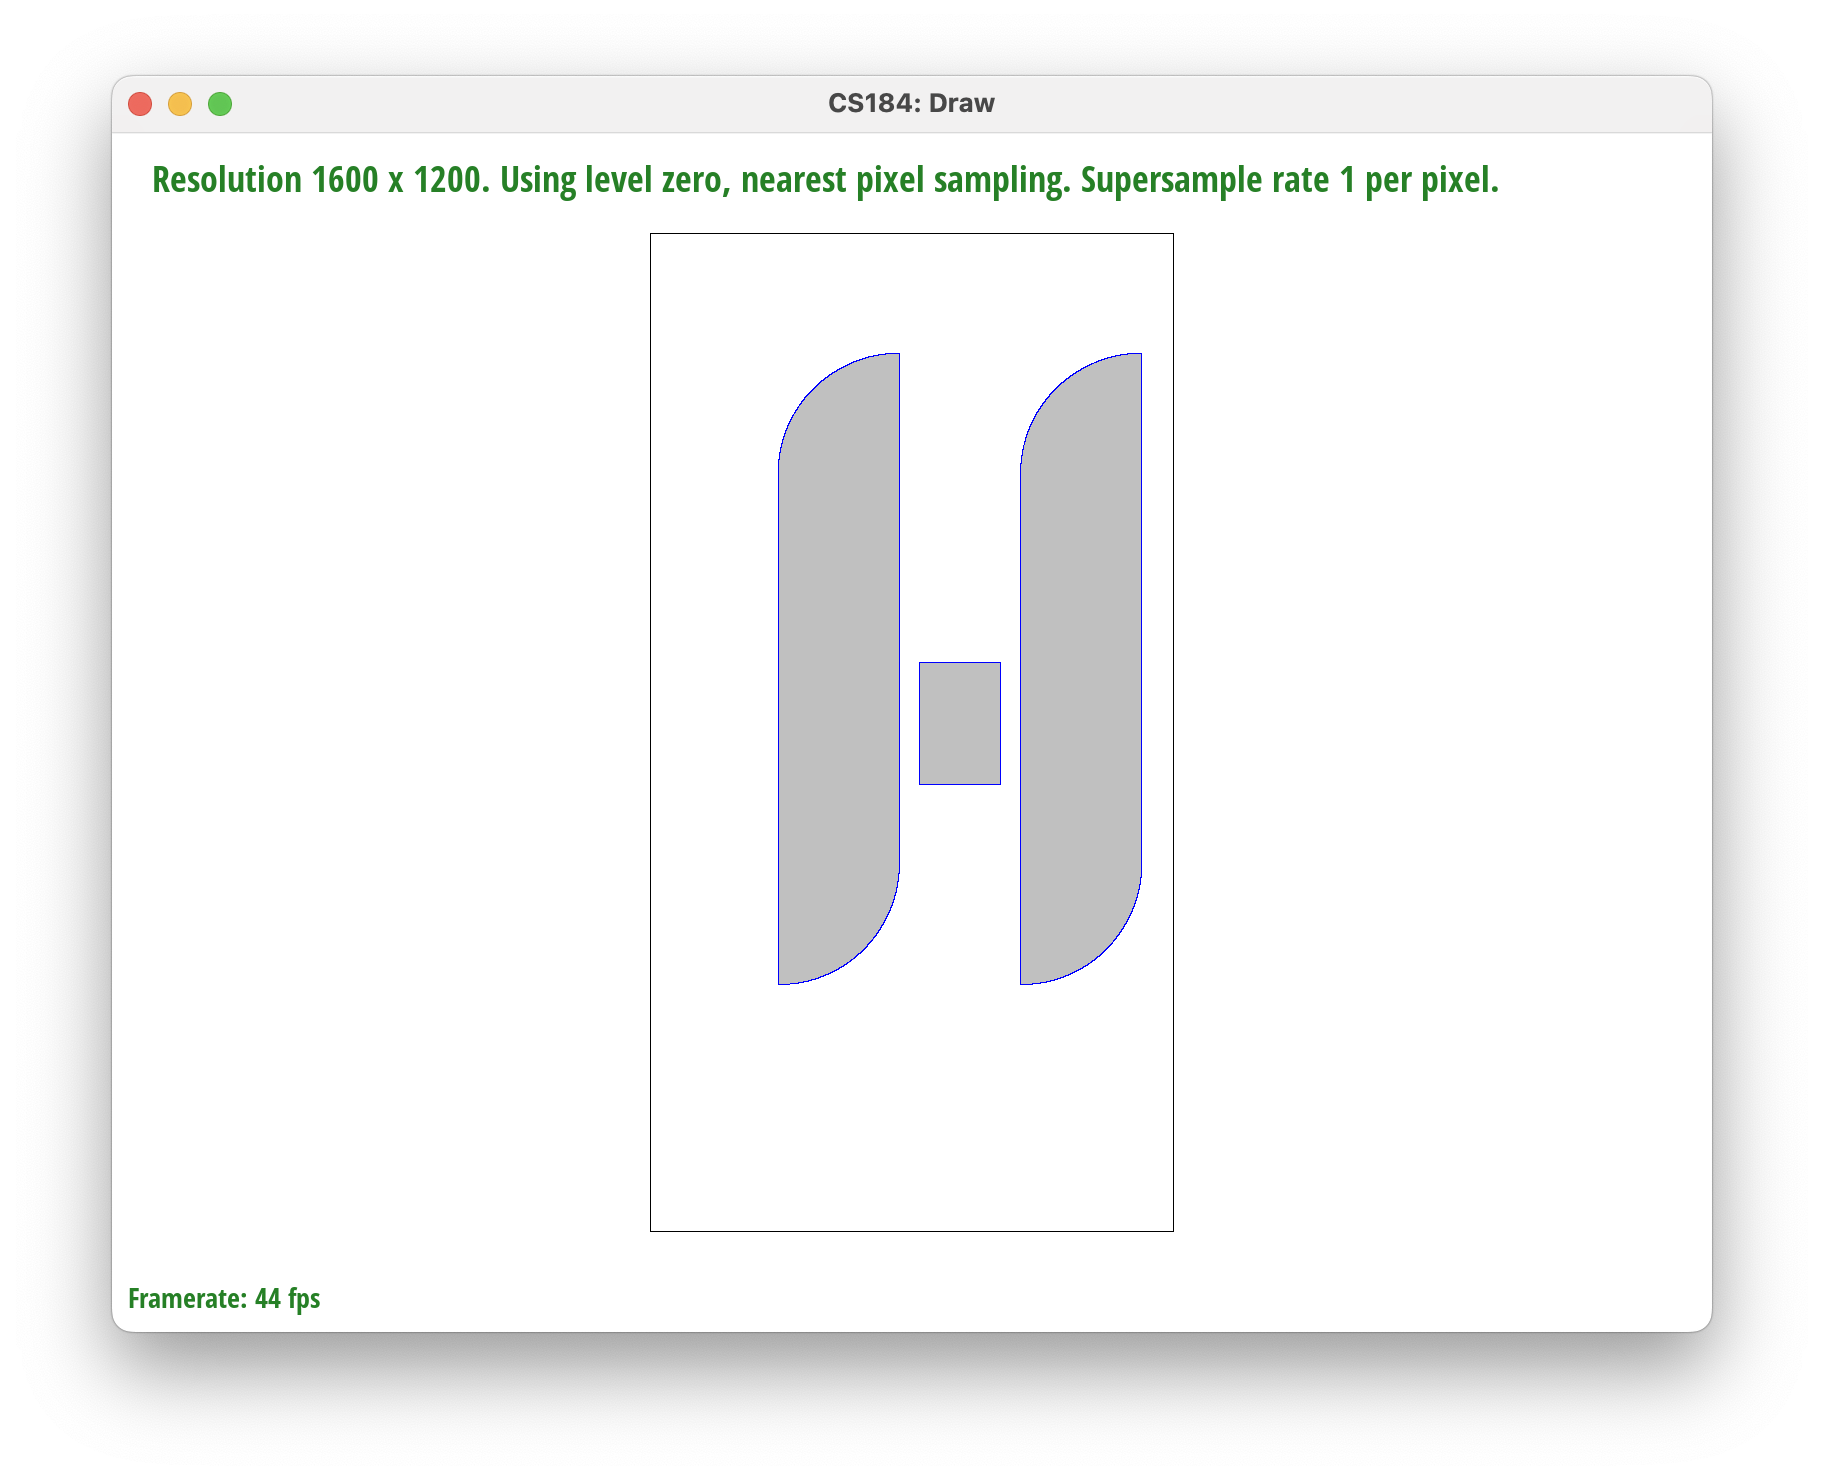 CS184: Draw
Resolution 1600 x 1200. Using level zero, nearest pixel sampling. Supersample rate 1 per pixel.
Framerate: 44 fps